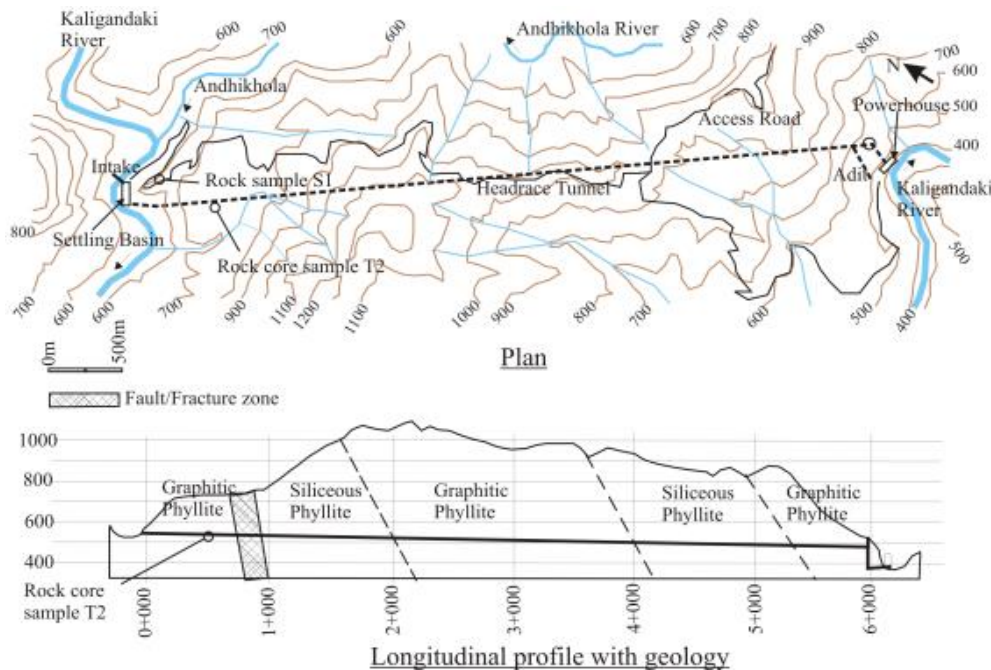 Kaligandaki
River
600
700
600
Andhikhola River
600
700
800
900
800
700
600
N
Andhikhola
Powerhouse
500
Access Road
400
Intake
Rock sample S1
Headrace Tunnel
Adit
Kaligandaki
River
800
Settling Basin
Rock core sample T2
500
700
600
600
700
900
1100
1200
1100
1000
900
800
700
600
500
400
0m
500m
Plan
Fault/Fracture zone
1000
800
600
400
Graphitic
Phyllite
Siliceous
Phyllite
Graphitic
Phyllite
Siliceous
Phyllite
Graphitic
Phyllite
Rock core
sample T2
0+000
1+000
2+000
3+000
4+000
5+000
6+000
Longitudinal profile with geology